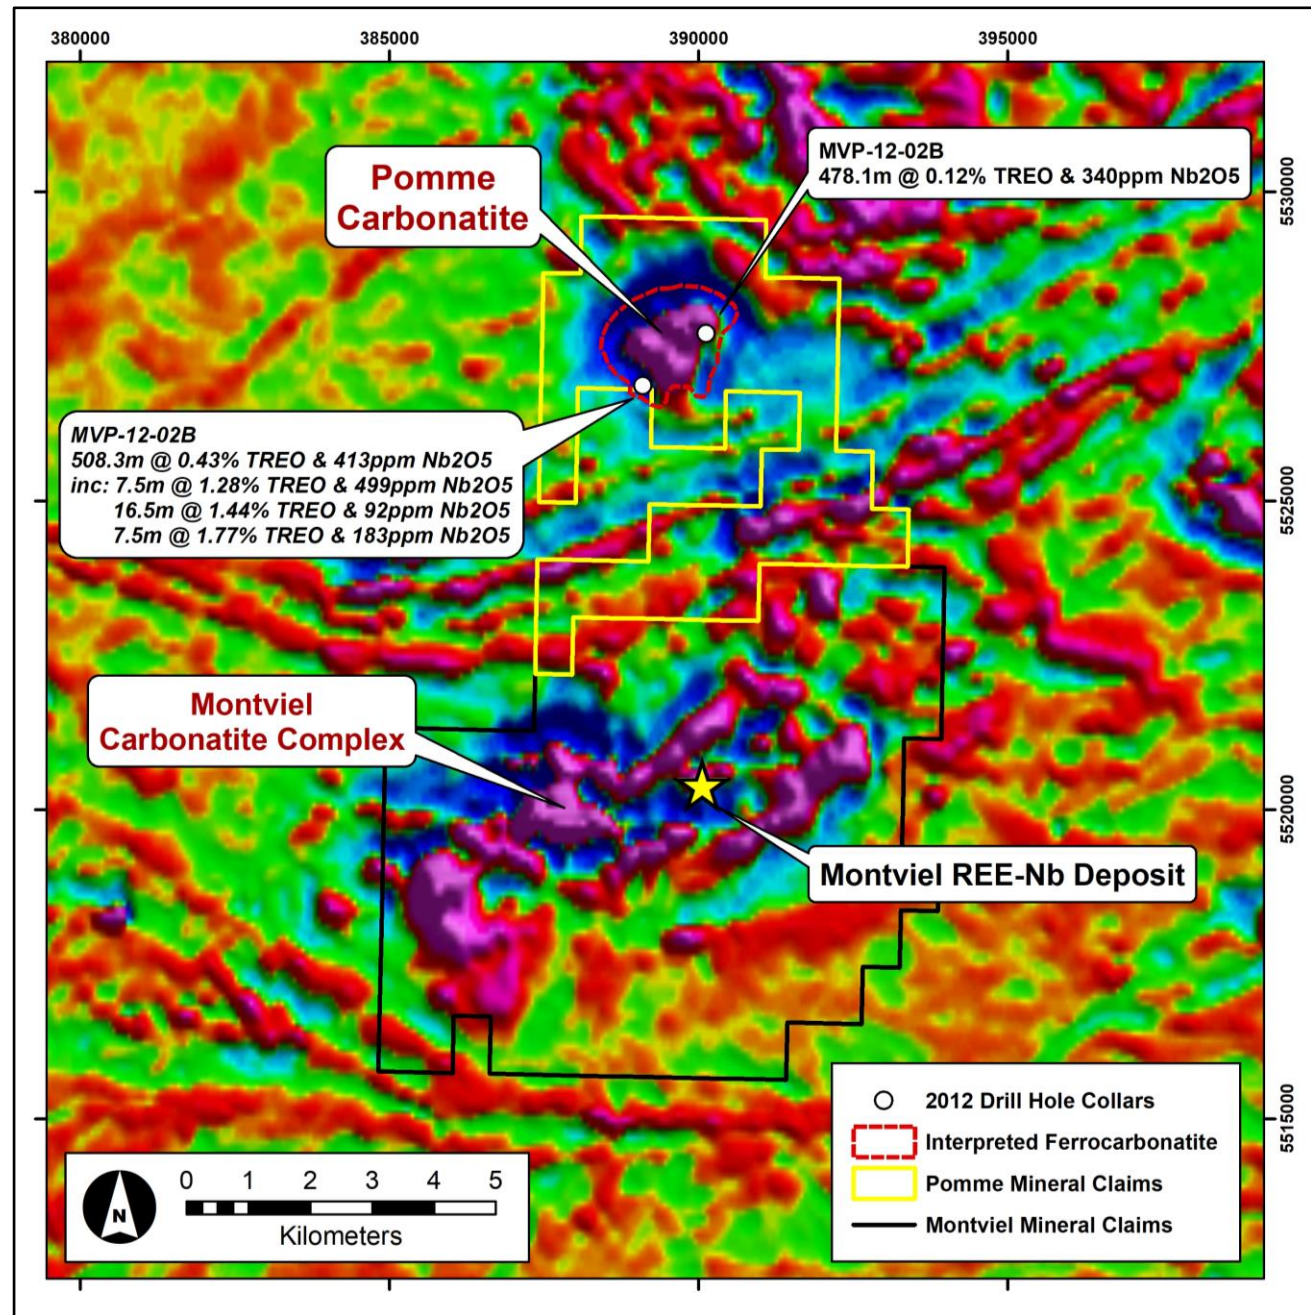 380000
385000
390000
395000
MVP-12-02B
478.1m @ 0.12% TREO & 340ppm Nb2O5
Pomme
Carbonatite
5530000
MVP-12-02B
508.3m @ 0.43% TREO & 413ppm Nb2O5
inc: 7.5m @ 1.28% TREO & 499ppm Nb2O5
16.5m @ 1.44% TREO & 92ppm Nb2O5
7.5m @ 1.77% TREO & 183ppm Nb2O5
5525000
Montviel
Carbonatite Complex
5520000
Montviel REE-Nb Deposit
5515000
2012 Drill Hole Collars
Interpreted Ferrocarbonatite
Pomme Mineral Claims
Montviel Mineral Claims
N
0 1 2 3 4 5
Kilometers